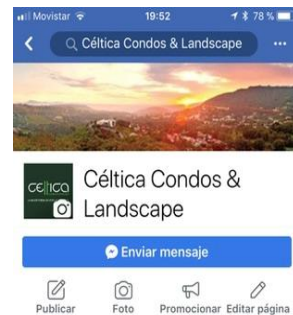 Movistar 19:52 78 %
Céltica Condos & Landscape
céltica
Céltica Condos &
Landscape
Enviar mensaje
Publicar Foto Promocionar Editar página